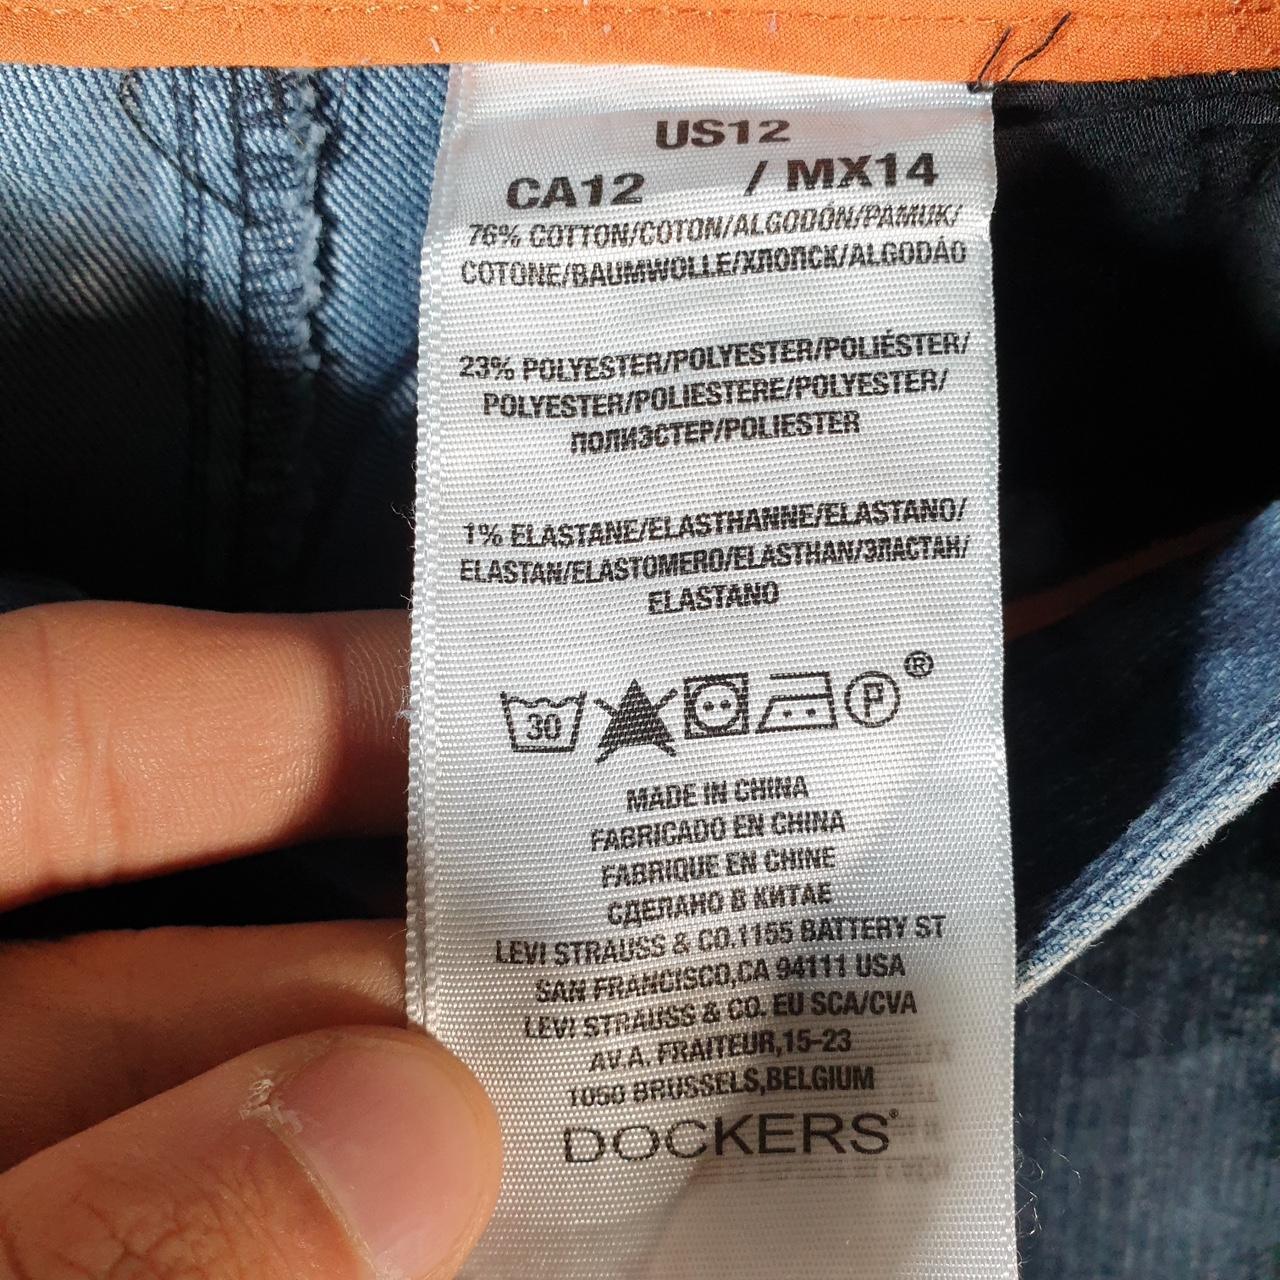 US12
CA12 / MX14
76% COTTON/COTON/ALGODÓN/PAMUK/
COTONE/BAUMWOLLE/ХЛОПСК/ALGODÁO
23% POLYESTER/POLYESTER/POLIÉSTER/
POLYESTER/POLIESTERE/POLYESTER/
ПОЛИЭСТЕР/POLIESTER
1% ELASTANE/ELASTHANNE/ELASTANO/
ELASTAN/ELASTOMERO/ELASTHAN/ЭЛАСТАН/
ELASTANO
30 P ®
MADE IN CHINA
FABRICADO EN CHINA
FABRIQUE EN CHINE
СДЕЛАНО В КИТАЕ
LEVI STRAUSS & CO.1155 BATTERY ST
SAN FRANCISCO,CA 94111 USA
LEVI STRAUSS & CO. EU SCA/CVA
AV.A. FRAITEUR,15-23
1050 BRUSSELS,BELGIUM
DOCKERS®